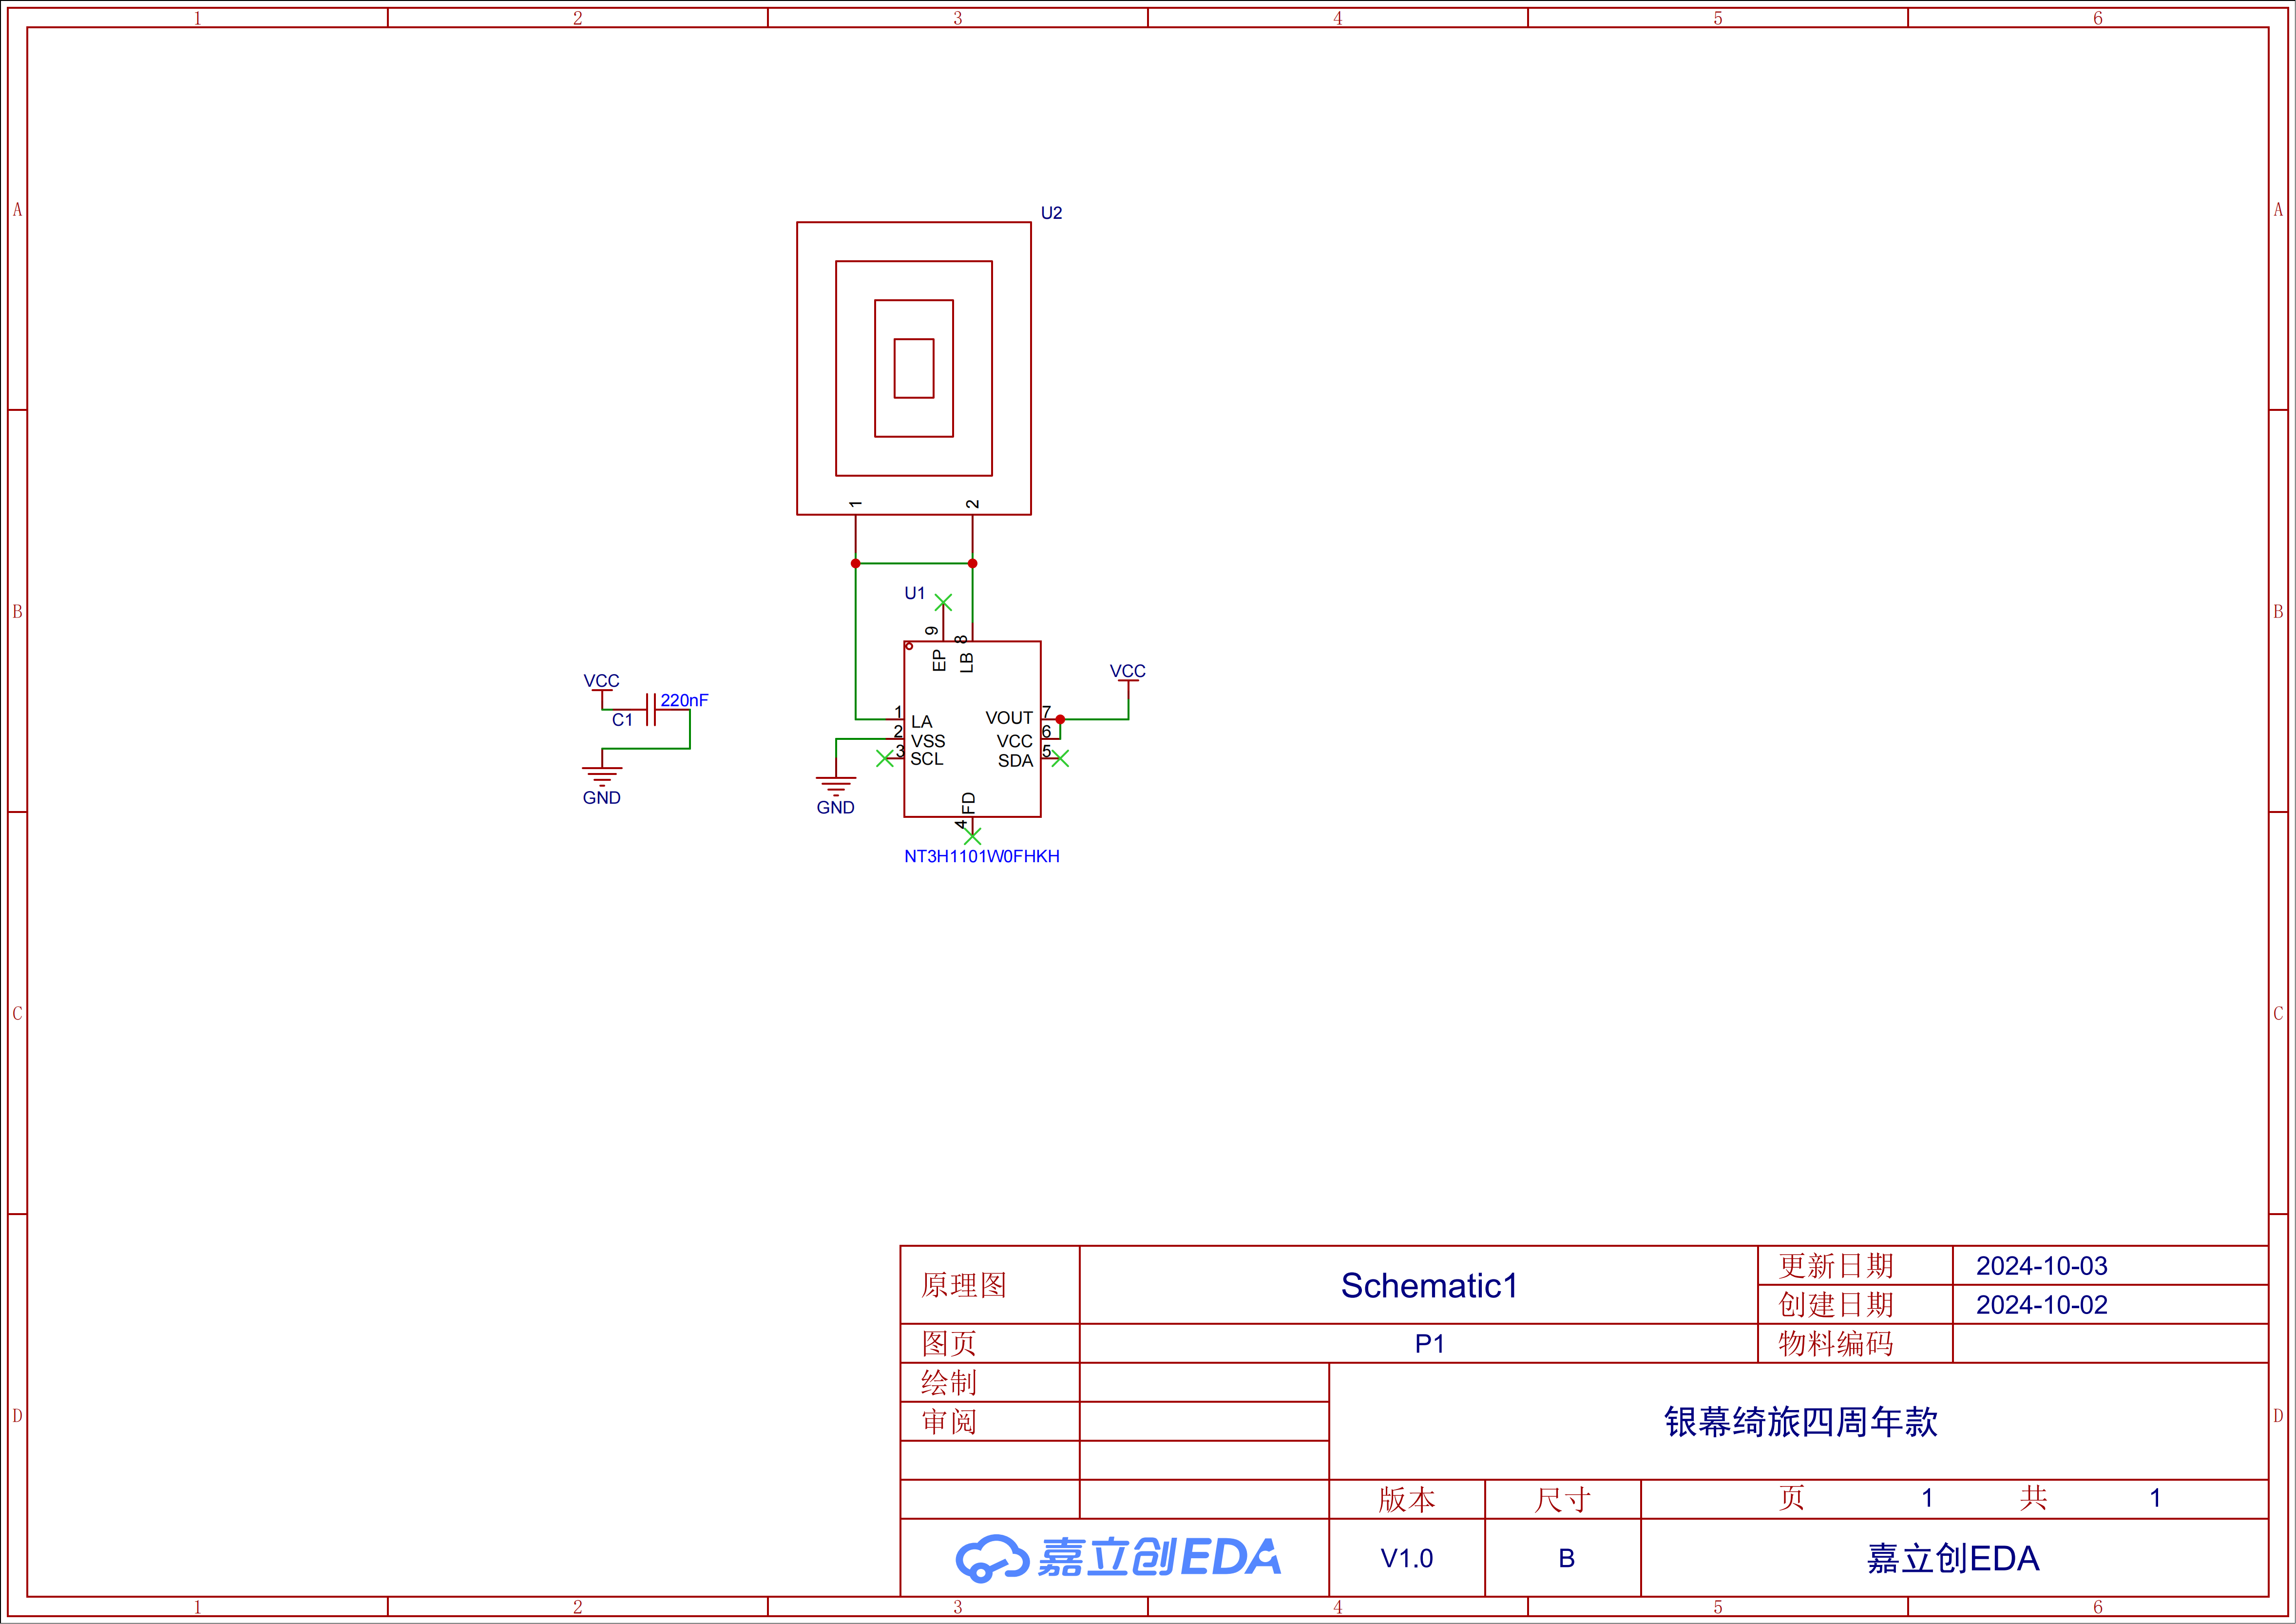 1 2 3 4 5 6
A A
U2
1 2
U1
9 8
EP LB
B B
VCC
C1 220nF
GND
VCC
1 LA VOUT 7
2 VSS VCC 6
3 SCL SDA 5
GND
FD
4
NT3H1101W0FHKH
C C
原理图 Schematic1 更新日期 2024-10-03
创建日期 2024-10-02
图页 P1 物料编码
绘制
审阅
银幕绮旅四周年款
D D
版本 尺寸 页 1 共 1
嘉立创EDA V1.0 B 嘉立创EDA
1 2 3 4 5 6